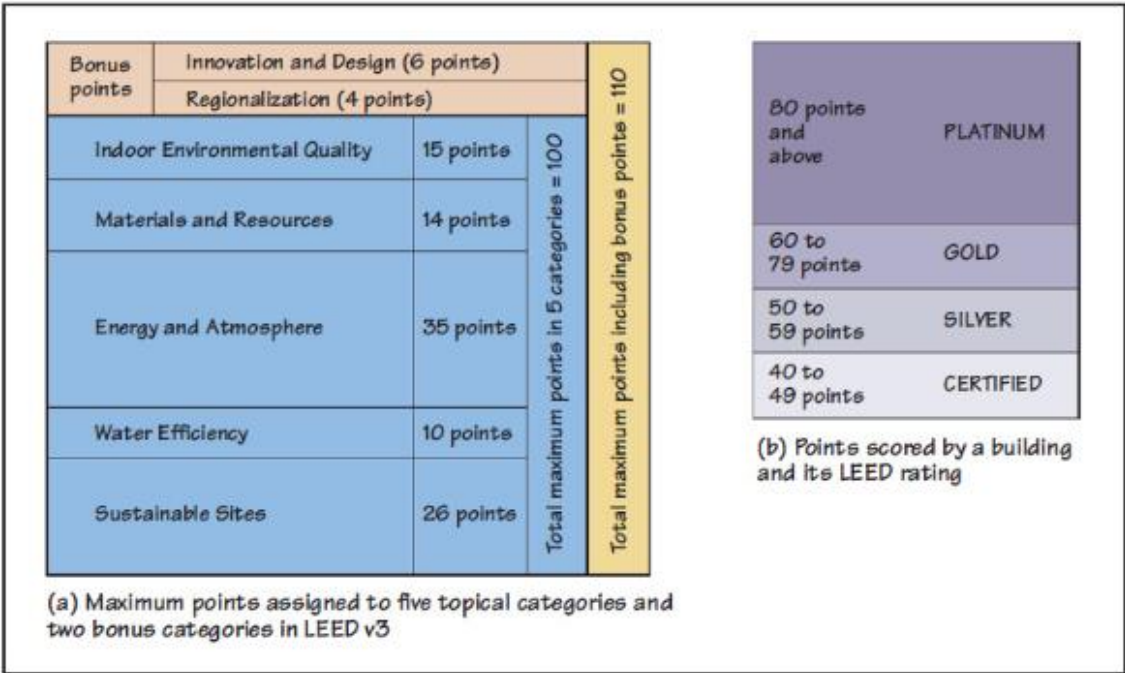 Bonus
points
Innovation and Design (6 points)
Regionalization (4 points)
Indoor Environmental Quality
15 points
Materials and Resources
14 points
Energy and Atmosphere
35 points
Water Efficiency
10 points
Sustainable Sites
26 points
Total maximum points in 5 categories = 100
Total maximum points including bonus points = 110
(a) Maximum points assigned to five topical categories and
two bonus categories in LEED v3
80 points
and
above
PLATINUM
60 to
79 points
GOLD
50 to
59 points
SILVER
40 to
49 points
CERTIFIED
(b) Points scored by a building
and its LEED rating